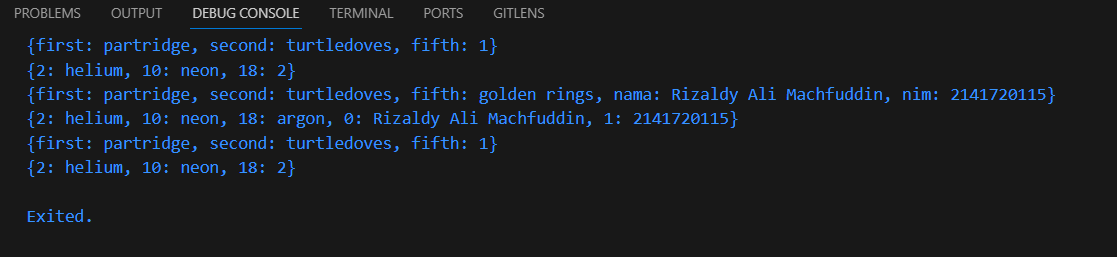 PROBLEMS OUTPUT DEBUG CONSOLE TERMINAL PORTS GITLENS
{first: partridge, second: turtledoves, fifth: 1}
{2: helium, 10: neon, 18: 2}
{first: partridge, second: turtledoves, fifth: golden rings, nama: Rizaldy Ali Machfuddin, nim: 2141720115}
{2: helium, 10: neon, 18: argon, 0: Rizaldy Ali Machfuddin, 1: 2141720115}
{first: partridge, second: turtledoves, fifth: 1}
{2: helium, 10: neon, 18: 2}
Exited.